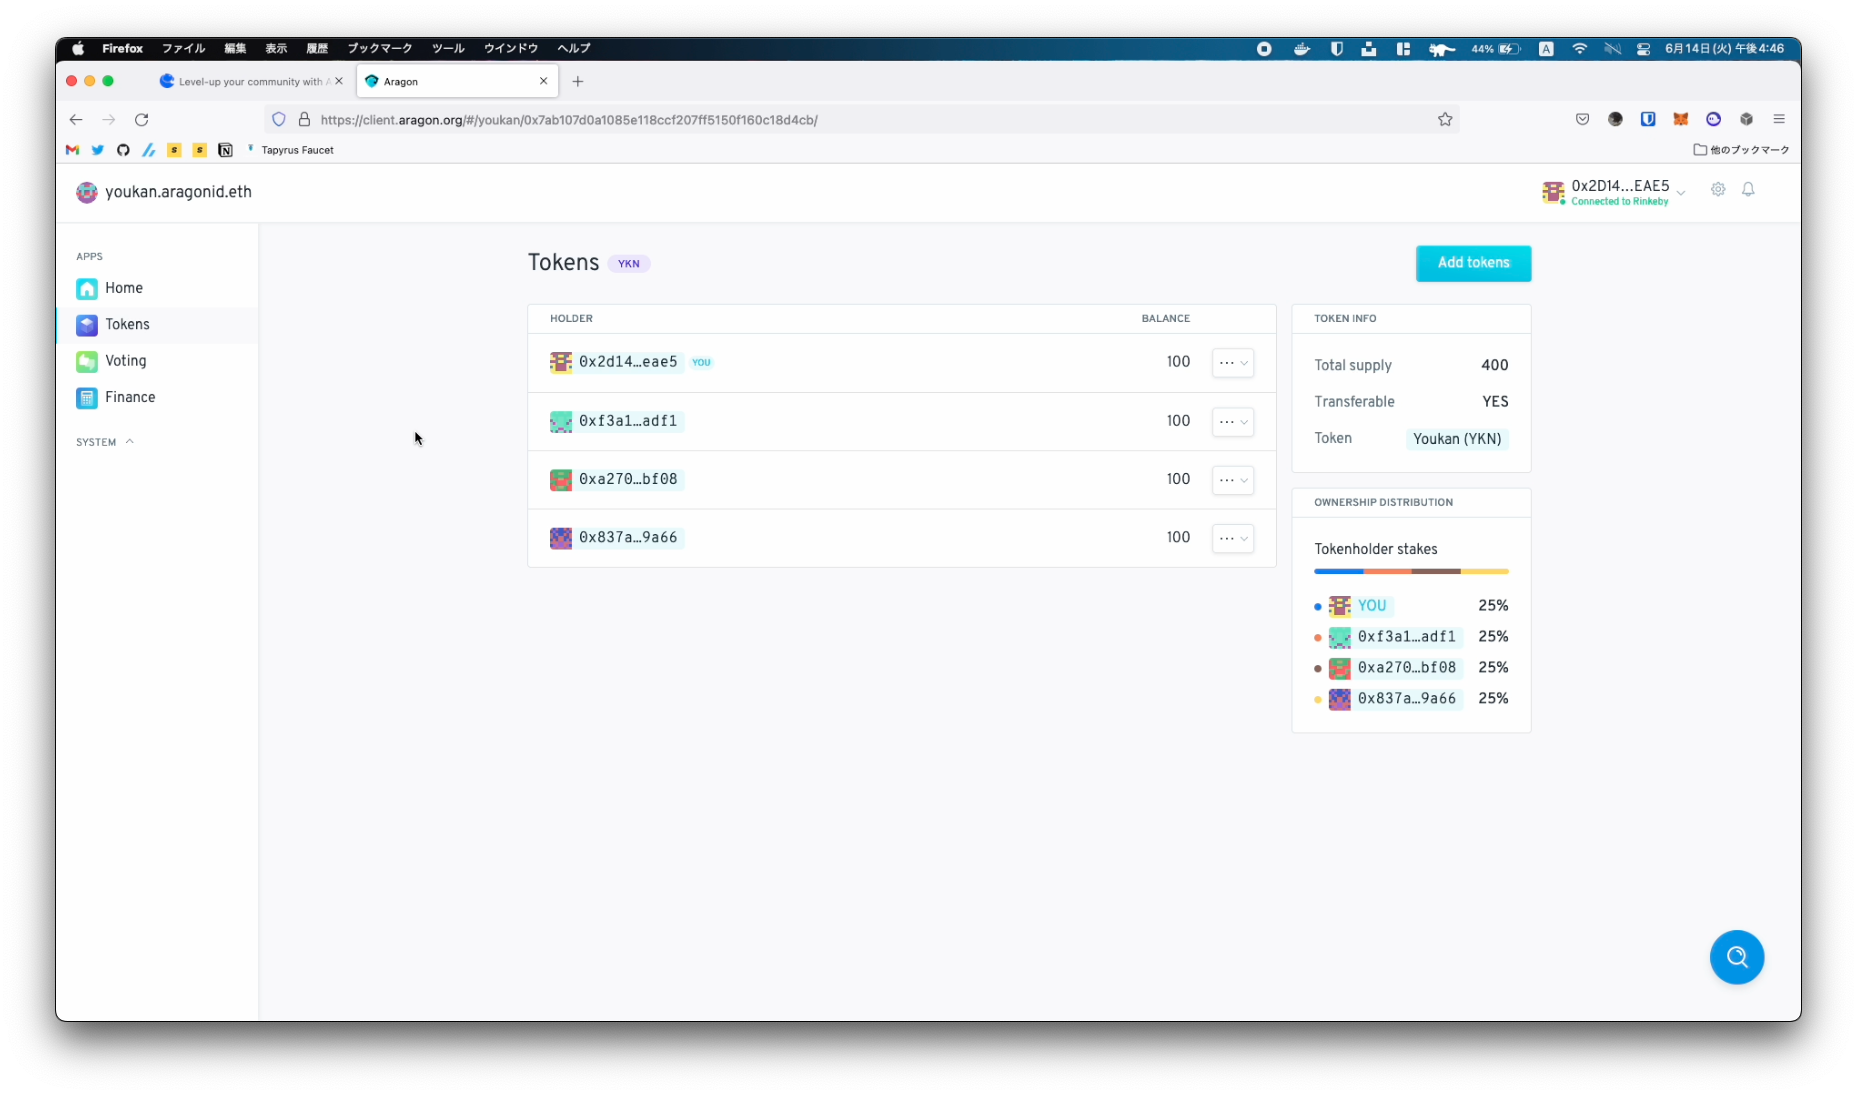 Firefox ファイル 編集 表示 履歴 ブックマーク ツール ウインドウ ヘルプ 44% A 6月14日(火) 午後4:46
Level-up your community with A Aragon
https://client.aragon.org/#/youkan/0x7ab107d0a1085e118ccf207ff5150f160c18d4cb/
Tapyrus Faucet 他のブックマーク
youkan.aragonid.eth
0x2D14...EAE5
Connected to Rinkeby
APPS
Home
Tokens
Voting
Finance
SYSTEM
Tokens YKN
Add tokens
HOLDER BALANCE
0x2d14…eae5 YOU 100
0xf3a1…adf1 100
0xa270…bf08 100
0x837a…9a66 100
TOKEN INFO
Total supply 400
Transferable YES
Token Youkan (YKN)
OWNERSHIP DISTRIBUTION
Tokenholder stakes
YOU 25%
0xf3a1…adf1 25%
0xa270…bf08 25%
0x837a…9a66 25%